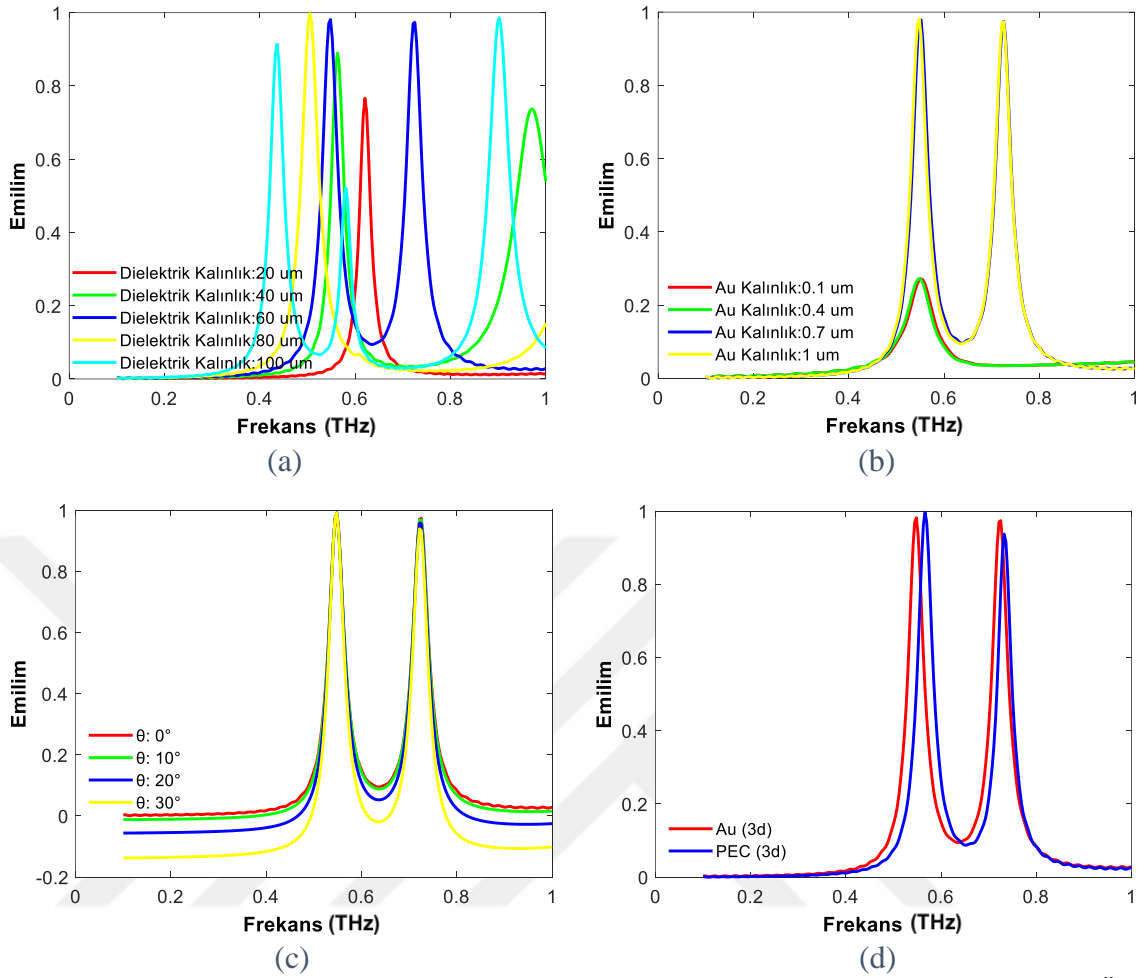 1
0.8
0.6
0.4
0.2
0
Emilim
Dielektrik Kalınlık:20 um
Dielektrik Kalınlık:40 um
Dielektrik Kalınlık:60 um
Dielektrik Kalınlık:80 um
Dielektrik Kalınlık:100 um
0 0.2 0.4 0.6 0.8 1
Frekans (THz)
(a)
1
0.8
0.6
0.4
0.2
0
Emilim
Au Kalınlık:0.1 um
Au Kalınlık:0.4 um
Au Kalınlık:0.7 um
Au Kalınlık:1 um
0 0.2 0.4 0.6 0.8 1
Frekans (THz)
(b)
1
0.8
0.6
0.4
0.2
0
-0.2
Emilim
θ: 0°
θ: 10°
θ: 20°
θ: 30°
0 0.2 0.4 0.6 0.8 1
Frekans (THz)
(c)
1
0.8
0.6
0.4
0.2
0
Emilim
Au (3d)
PEC (3d)
0 0.2 0.4 0.6 0.8 1
Frekans (THz)
(d)